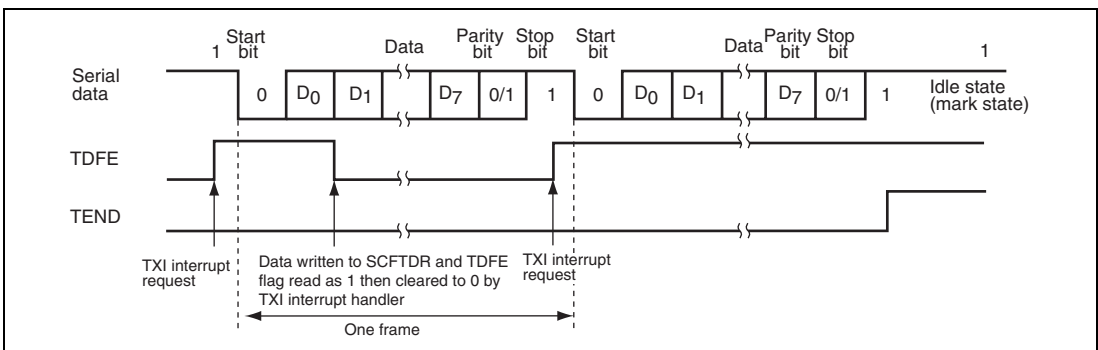 1
Start
bit
Data
Parity
bit
Stop
bit
Start
bit
Data
Parity
bit
Stop
bit
1
Serial
data
0
D0
D1
D7
0/1
1
0
D0
D1
D7
0/1
1
Idle state
(mark state)
TDFE
TEND
TXI interrupt
request
Data written to SCFTDR and TDFE
flag read as 1 then cleared to 0 by
TXI interrupt handler
TXI interrupt
request
One frame